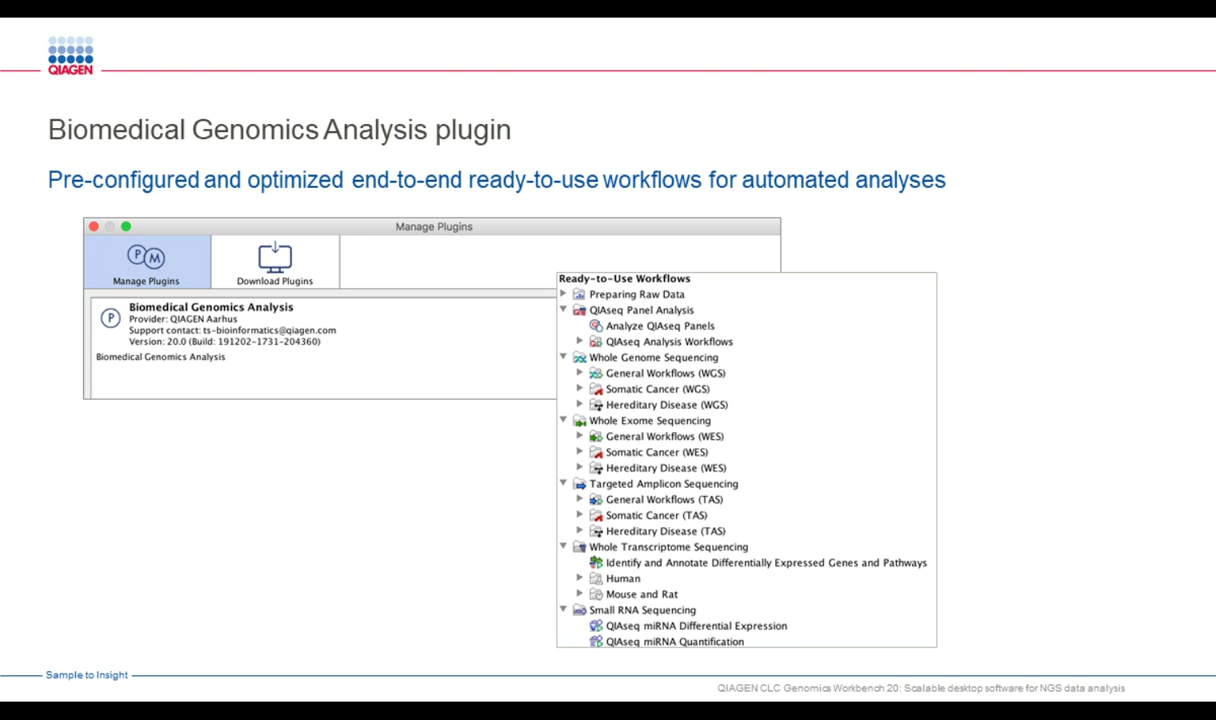 QIAGEN
Biomedical Genomics Analysis plugin
Pre-configured and optimized end-to-end ready-to-use workflows for automated analyses
Manage Plugins
P M
Manage Plugins
Download Plugins
P
Biomedical Genomics Analysis
Provider: QIAGEN Aarhus
Support contact: ts-bioinformatics@qiagen.com
Version: 20.0 (Build: 191202-1731-204360)
Biomedical Genomics Analysis
Ready-to-Use Workflows
Preparing Raw Data
QIAseq Panel Analysis
Analyze QIAseq Panels
QIAseq Analysis Workflows
Whole Genome Sequencing
General Workflows (WGS)
Somatic Cancer (WGS)
Hereditary Disease (WGS)
Whole Exome Sequencing
General Workflows (WES)
Somatic Cancer (WES)
Hereditary Disease (WES)
Targeted Amplicon Sequencing
General Workflows (TAS)
Somatic Cancer (TAS)
Hereditary Disease (TAS)
Whole Transcriptome Sequencing
Identify and Annotate Differentially Expressed Genes and Pathways
Human
Mouse and Rat
Small RNA Sequencing
QIAseq miRNA Differential Expression
QIAseq miRNA Quantification
Sample to Insight
QIAGEN CLC Genomics Workbench 20: Scalable desktop software for NGS data analysis